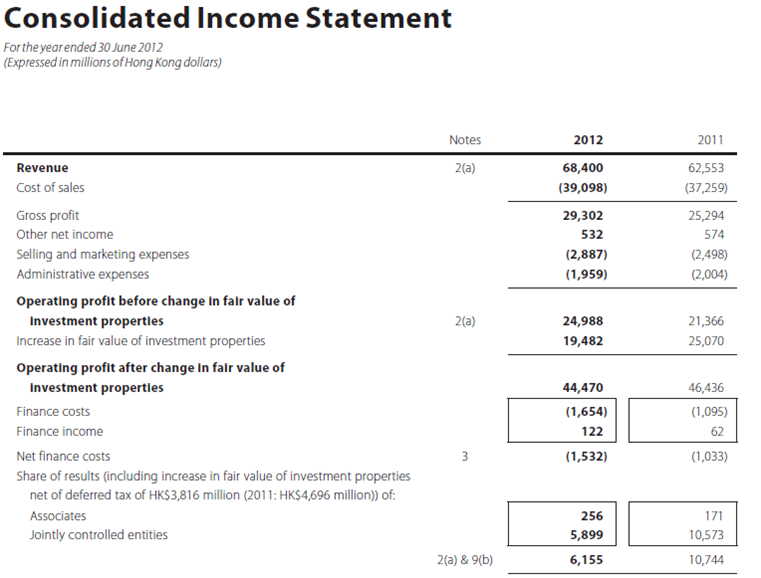 Consolidated Income Statement
For the year ended 30 June 2012
(Expressed in millions of Hong Kong dollars)
Notes 2012 2011
Revenue 2(a) 68,400 62,553
Cost of sales (39,098) (37,259)
Gross profit 29,302 25,294
Other net income 532 574
Selling and marketing expenses (2,887) (2,498)
Administrative expenses (1,959) (2,004)
Operating profit before change in fair value of
investment properties 2(a) 24,988 21,366
Increase in fair value of investment properties 19,482 25,070
Operating profit after change in fair value of
investment properties 44,470 46,436
Finance costs (1,654) (1,095)
Finance income 122 62
Net finance costs 3 (1,532) (1,033)
Share of results (including increase in fair value of investment properties
net of deferred tax of HK$3,816 million (2011: HK$4,696 million)) of:
Associates 256 171
Jointly controlled entities 5,899 10,573
2(a) & 9(b) 6,155 10,744